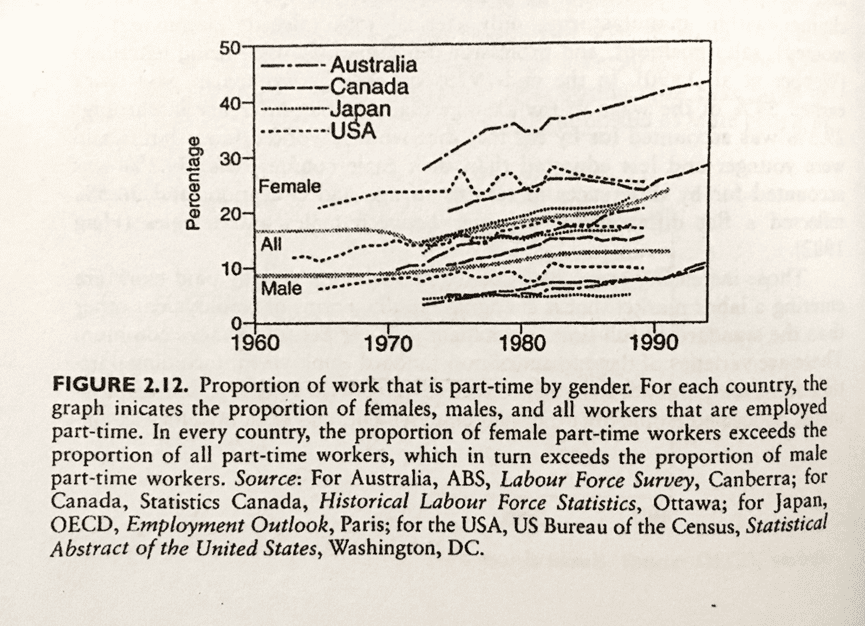 50
40
30
20
10
0
Percentage
Australia
Canada
Japan
USA
Female
All
Male
1960 1970 1980 1990
FIGURE 2.12. Proportion of work that is part-time by gender. For each country, the
graph inicates the proportion of females, males, and all workers that are employed
part-time. In every country, the proportion of female part-time workers exceeds the
proportion of all part-time workers, which in turn exceeds the proportion of male
part-time workers. Source: For Australia, ABS, Labour Force Survey, Canberra; for
Canada, Statistics Canada, Historical Labour Force Statistics, Ottawa; for Japan,
OECD, Employment Outlook, Paris; for the USA, US Bureau of the Census, Statistical
Abstract of the United States, Washington, DC.